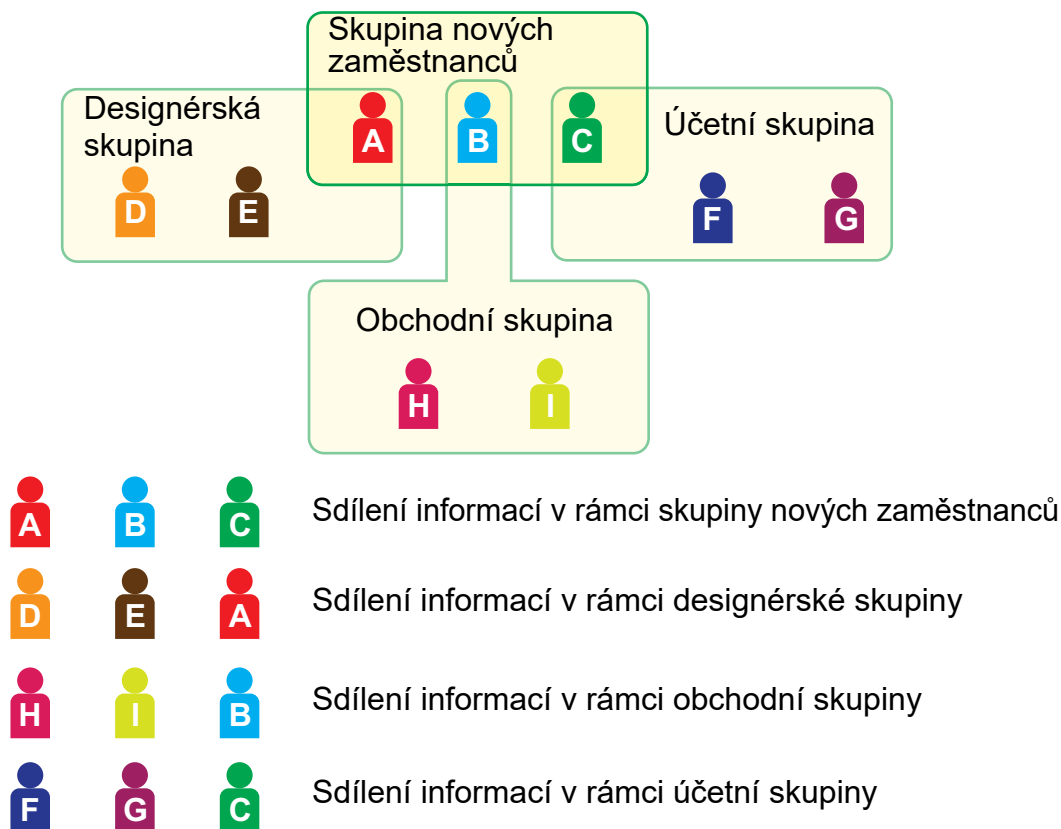 Skupina nových
zaměstnanců
Designérská
skupina
A
B
C
Účetní skupina
D
E
F
G
Obchodní skupina
H
I
A B C Sdílení informací v rámci skupiny nových zaměstnanců
D E A Sdílení informací v rámci designérské skupiny
H I B Sdílení informací v rámci obchodní skupiny
F G C Sdílení informací v rámci účetní skupiny